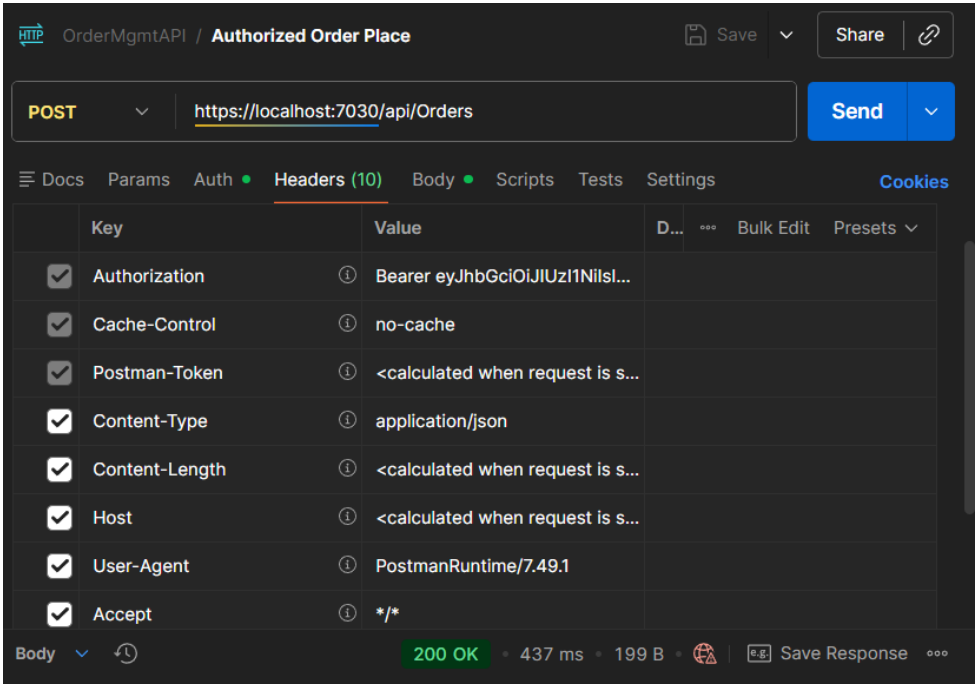 HTTP OrderMgmtAPI / Authorized Order Place Save Share
POST https://localhost:7030/api/Orders Send
Docs Params Auth Headers (10) Body Scripts Tests Settings Cookies
Key Value D... Bulk Edit Presets
Authorization Bearer eyJhbGciOiJIUzI1NiIsI...
Cache-Control no-cache
Postman-Token <calculated when request is s...
Content-Type application/json
Content-Length <calculated when request is s...
Host <calculated when request is s...
User-Agent PostmanRuntime/7.49.1
Accept */*
Body 200 OK • 437 ms • 199 B • e.g. Save Response